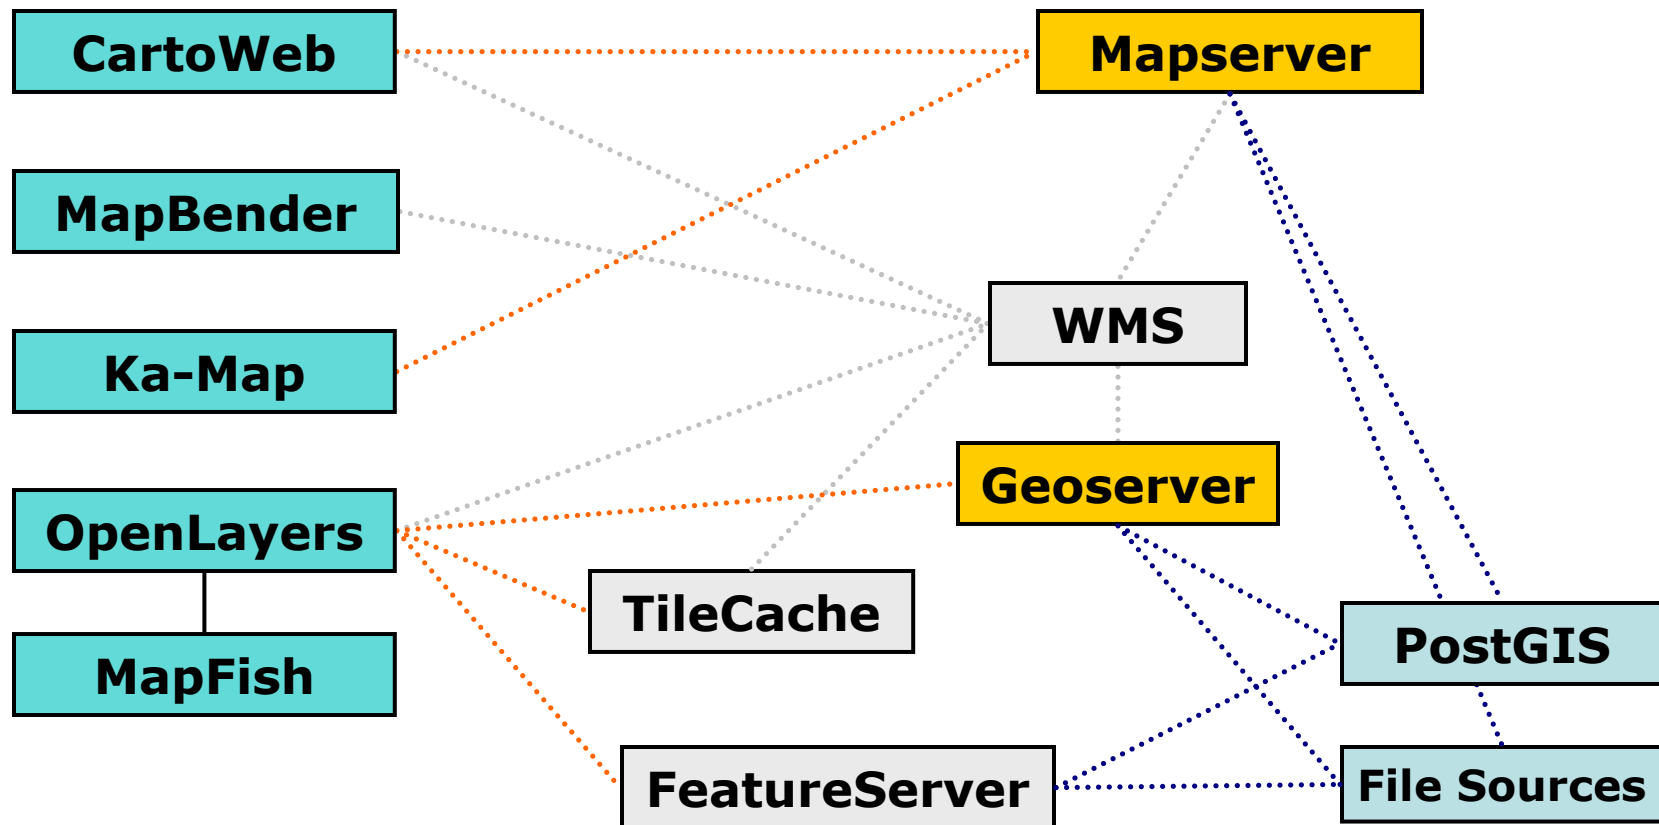 CartoWeb
Mapserver
MapBender
WMS
Ka-Map
Geoserver
OpenLayers
TileCache
PostGIS
MapFish
FeatureServer
File Sources